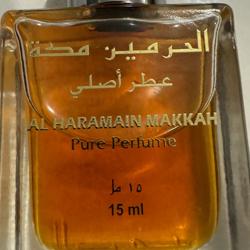 الحرمين مكة
عطر أصلي
AL HARAMAIN MAKKAH
Pure Perfume
١٥ مل
15 ml